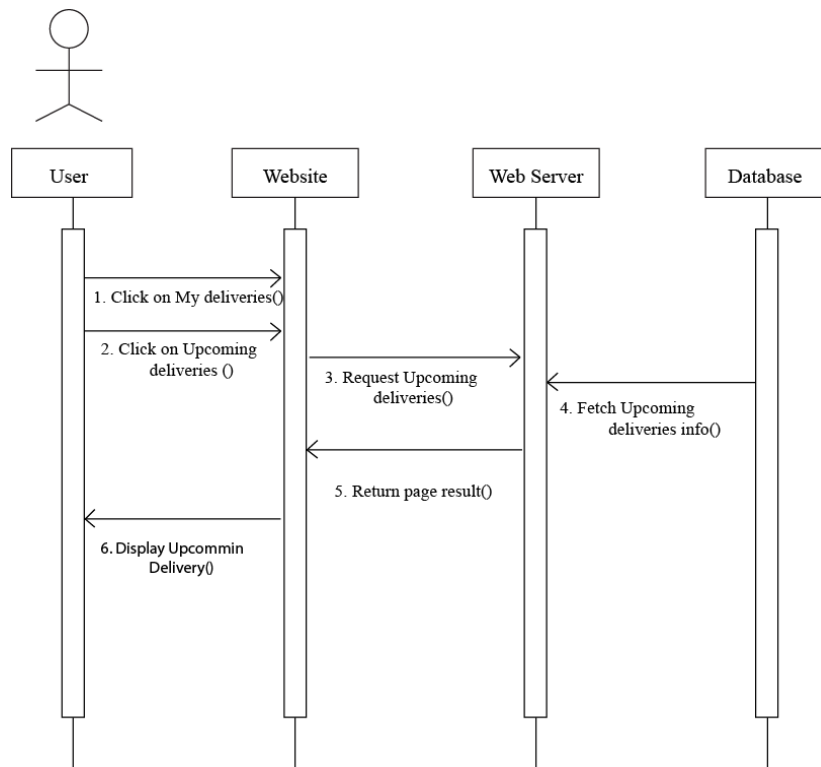 User
Website
Web Server
Database
1. Click on My deliveries()
2. Click on Upcoming
deliveries ()
3. Request Upcoming
deliveries()
4. Fetch Upcoming
deliveries info()
5. Return page result()
6. Display Upcommin
Delivery()